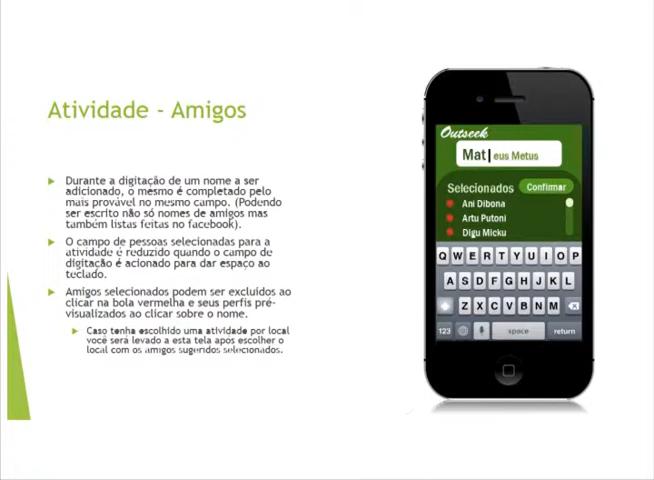 Atividade - Amigos
Durante a digitação de um nome a ser
adicionado, o mesmo é completado pelo
mais provável no mesmo campo. (Podendo
ser escrito não só nomes de amigos mas
também listas feitas no facebook).
O campo de pessoas selecionadas para a
atividade é reduzido quando o campo de
digitação é acionado para dar espaço ao
teclado.
Amigos selecionados podem ser excluídos ao
clicar na bola vermelha e seus perfis pré-
visualizados ao clicar sobre o nome.
Caso tenha escolhido uma atividade por local
você será levado a esta tela após escolher o
local com os amigos sugeridos selecionados.
Outseek
Mat eus Metus
Selecionados Confirmar
Ani Dibona
Artu Putoni
Digu Micku
Q W E R T Y U I O P
A S D F G H J K L
Z X C V B N M
123 space return